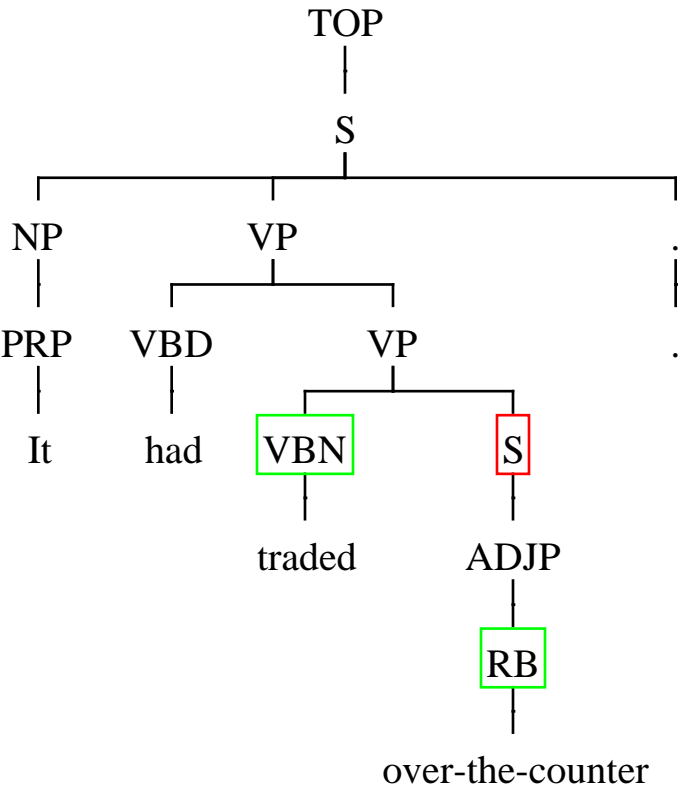 TOP
S
NP VP .
PRP VBD VP .
It had VBN S
traded ADJP
RB
over-the-counter